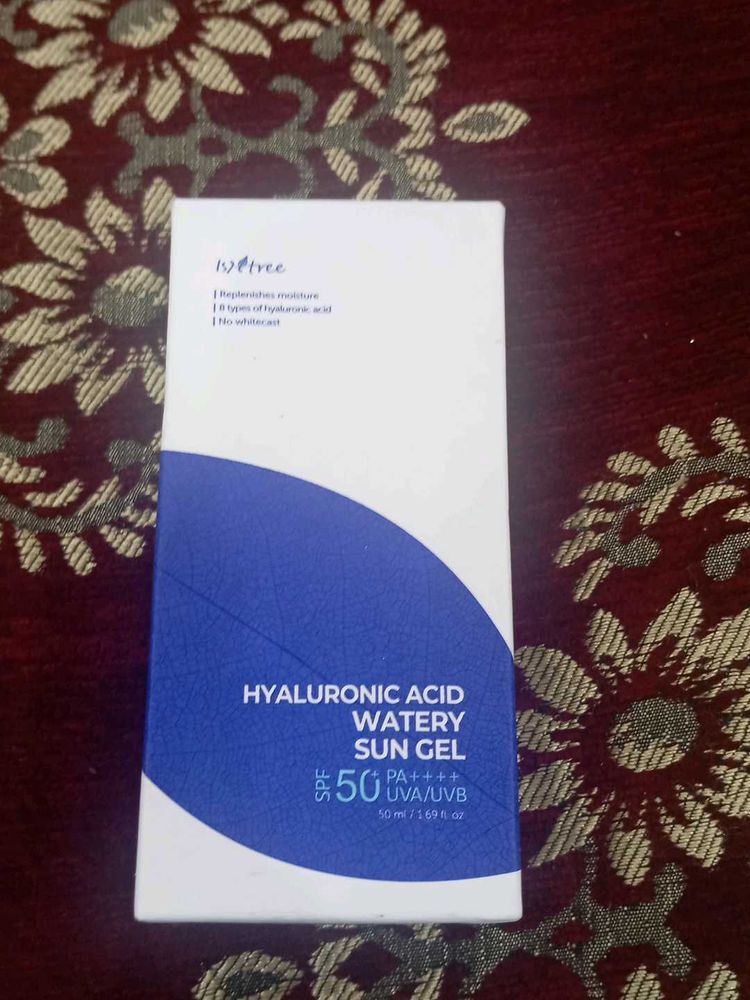 Isntree
Replenishes moisture
8 types of hyaluronic acid
No whitecast
HYALURONIC ACID
WATERY
SUN GEL
SPF 50+ PA++++
UVA/UVB
50 ml / 1.69 fl. oz